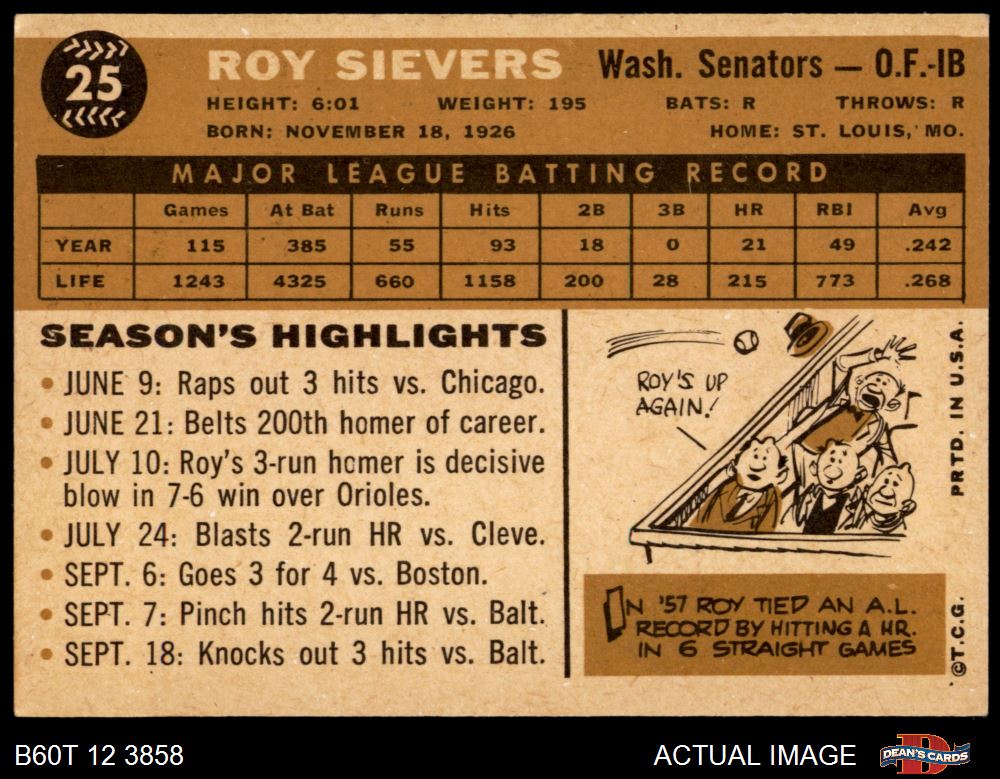 25
ROY SIEVERS Wash. Senators — O.F.-1B
HEIGHT: 6:01 WEIGHT: 195 BATS: R THROWS: R
BORN: NOVEMBER 18, 1926 HOME: ST. LOUIS, MO.
MAJOR LEAGUE BATTING RECORD
Games At Bat Runs Hits 2B 3B HR RBI Avg
YEAR 115 385 55 93 18 0 21 49 .242
LIFE 1243 4325 660 1158 200 28 215 773 .268
SEASON'S HIGHLIGHTS
• JUNE 9: Raps out 3 hits vs. Chicago.
• JUNE 21: Belts 200th homer of career.
• JULY 10: Roy's 3-run homer is decisive
blow in 7-6 win over Orioles.
• JULY 24: Blasts 2-run HR vs. Cleve.
• SEPT. 6: Goes 3 for 4 vs. Boston.
• SEPT. 7: Pinch hits 2-run HR vs. Balt.
• SEPT. 18: Knocks out 3 hits vs. Balt.
ROY'S UP
AGAIN!
IN '57 ROY TIED AN A.L.
RECORD BY HITTING A HR.
IN 6 STRAIGHT GAMES
PRTD. IN U.S.A.
©T.C.G.
B60T 12 3858
ACTUAL IMAGE
DEAN'S CARDS